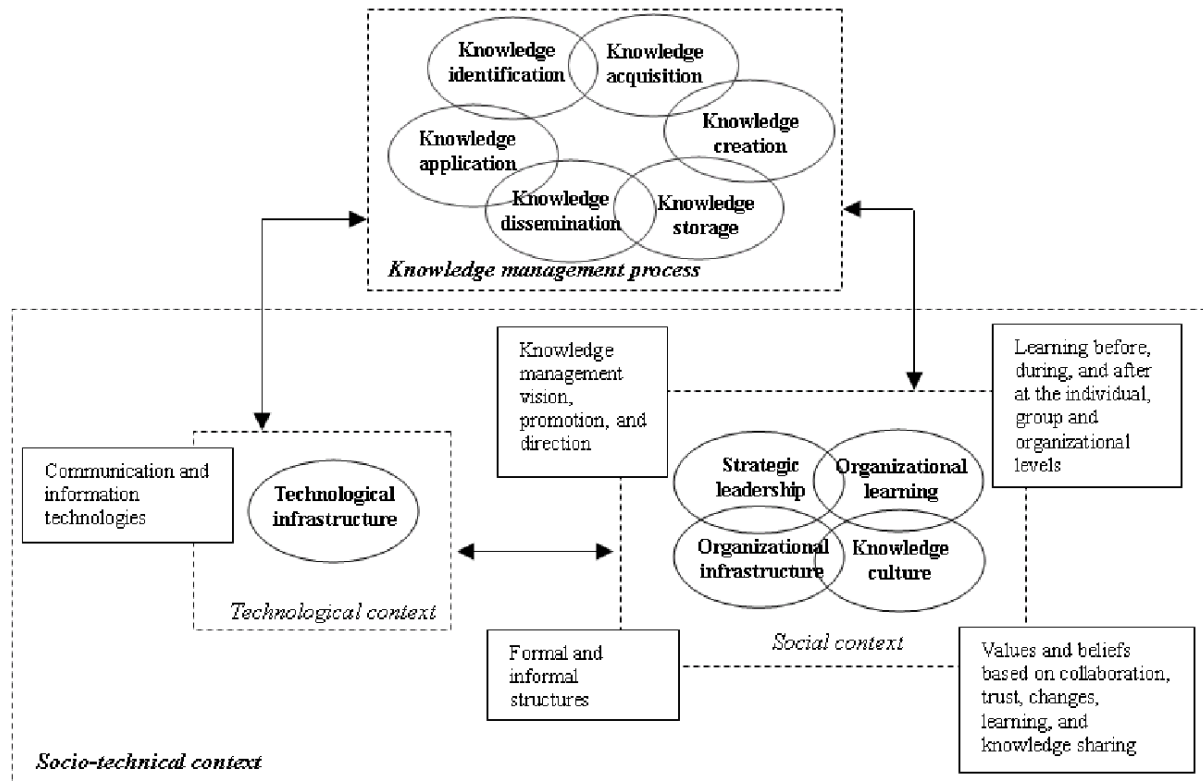 Knowledge
identification
Knowledge
acquisition
Knowledge
creation
Knowledge
application
Knowledge
dissemination
Knowledge
storage
Knowledge management process
Knowledge
management
vision,
promotion, and
direction
Learning before,
during, and after
at the individual,
group and
organizational
levels
Communication and
information
technologies
Technological
infrastructure
Technological context
Strategic
leadership
Organizational
learning
Organizational
infrastructure
Knowledge
culture
Social context
Formal and
informal
structures
Values and beliefs
based on collaboration,
trust, changes,
learning, and
knowledge sharing
Socio-technical context